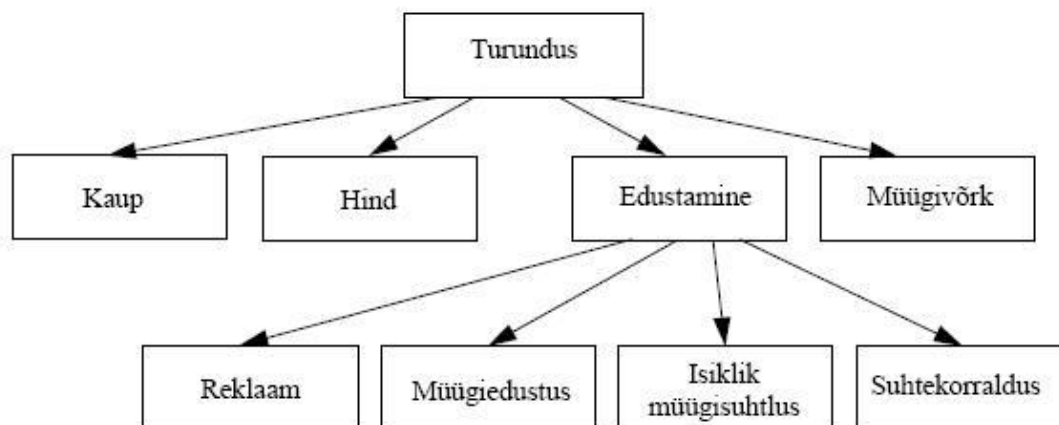 Turundus
Kaup
Hind
Edustamine
Müügivõrk
Reklaam
Müügiedustus
Isiklik
müügisuhtlus
Suhtekorraldus